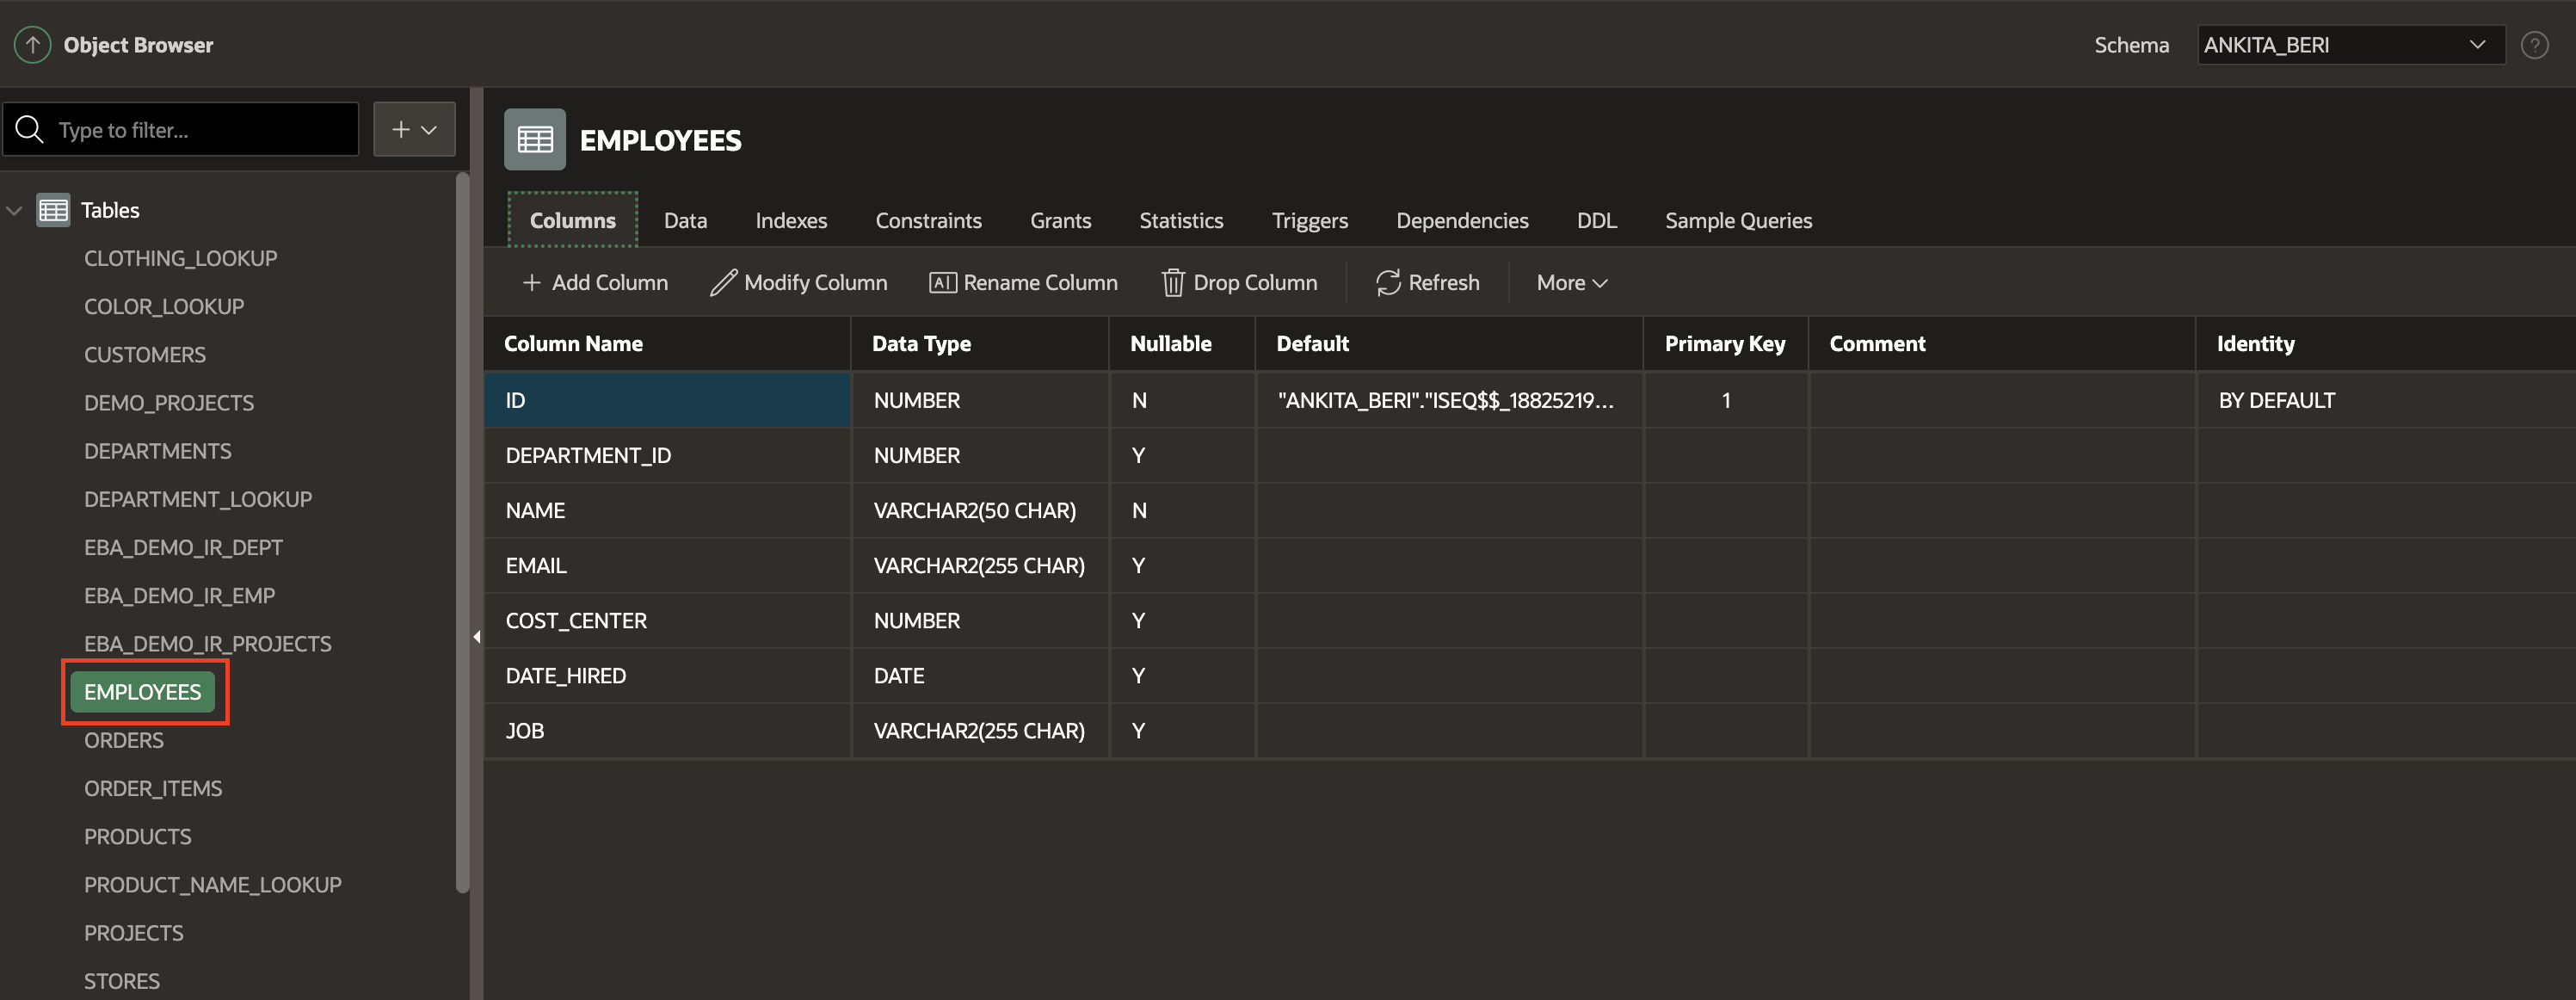 Object Browser
Schema ANKITA_BERI
Type to filter...
Tables
CLOTHING_LOOKUP
COLOR_LOOKUP
CUSTOMERS
DEMO_PROJECTS
DEPARTMENTS
DEPARTMENT_LOOKUP
EBA_DEMO_IR_DEPT
EBA_DEMO_IR_EMP
EBA_DEMO_IR_PROJECTS
EMPLOYEES
ORDERS
ORDER_ITEMS
PRODUCTS
PRODUCT_NAME_LOOKUP
PROJECTS
STORES
EMPLOYEES
Columns Data Indexes Constraints Grants Statistics Triggers Dependencies DDL Sample Queries
Add Column Modify Column Rename Column Drop Column Refresh More
Column Name Data Type Nullable Default Primary Key Comment Identity
ID NUMBER N "ANKITA_BERI"."ISEQ$$_18825219... 1 BY DEFAULT
DEPARTMENT_ID NUMBER Y
NAME VARCHAR2(50 CHAR) N
EMAIL VARCHAR2(255 CHAR) Y
COST_CENTER NUMBER Y
DATE_HIRED DATE Y
JOB VARCHAR2(255 CHAR) Y